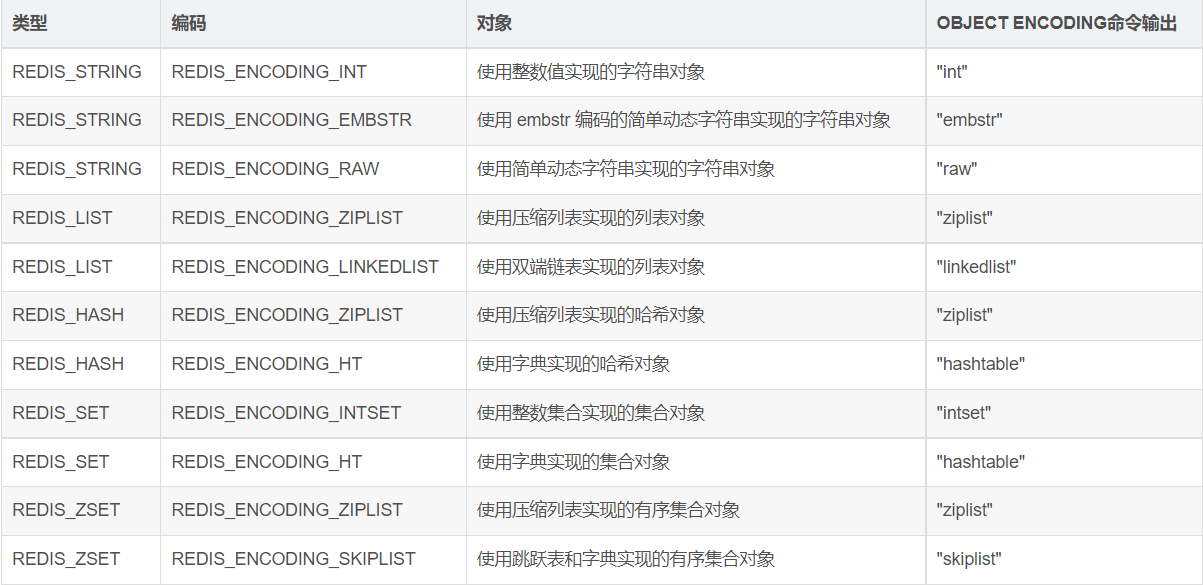 类型 编码 对象 OBJECT ENCODING命令输出
REDIS_STRING REDIS_ENCODING_INT 使用整数值实现的字符串对象 "int"
REDIS_STRING REDIS_ENCODING_EMBSTR 使用 embstr 编码的简单动态字符串实现的字符串对象 "embstr"
REDIS_STRING REDIS_ENCODING_RAW 使用简单动态字符串实现的字符串对象 "raw"
REDIS_LIST REDIS_ENCODING_ZIPLIST 使用压缩列表实现的列表对象 "ziplist"
REDIS_LIST REDIS_ENCODING_LINKEDLIST 使用双端链表实现的列表对象 "linkedlist"
REDIS_HASH REDIS_ENCODING_ZIPLIST 使用压缩列表实现的哈希对象 "ziplist"
REDIS_HASH REDIS_ENCODING_HT 使用字典实现的哈希对象 "hashtable"
REDIS_SET REDIS_ENCODING_INTSET 使用整数集合实现的集合对象 "intset"
REDIS_SET REDIS_ENCODING_HT 使用字典实现的集合对象 "hashtable"
REDIS_ZSET REDIS_ENCODING_ZIPLIST 使用压缩列表实现的有序集合对象 "ziplist"
REDIS_ZSET REDIS_ENCODING_SKIPLIST 使用跳跃表和字典实现的有序集合对象 "skiplist"